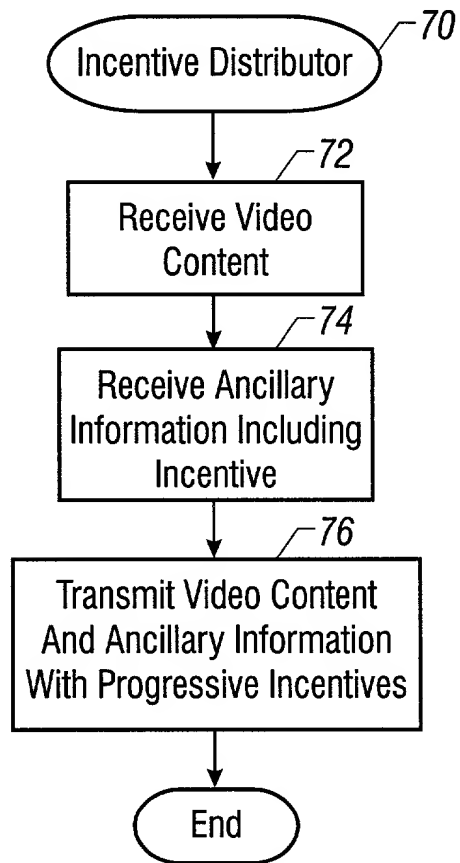 70
Incentive Distributor
72
Receive Video
Content
74
Receive Ancillary
Information Including
Incentive
76
Transmit Video Content
And Ancillary Information
With Progressive Incentives
End